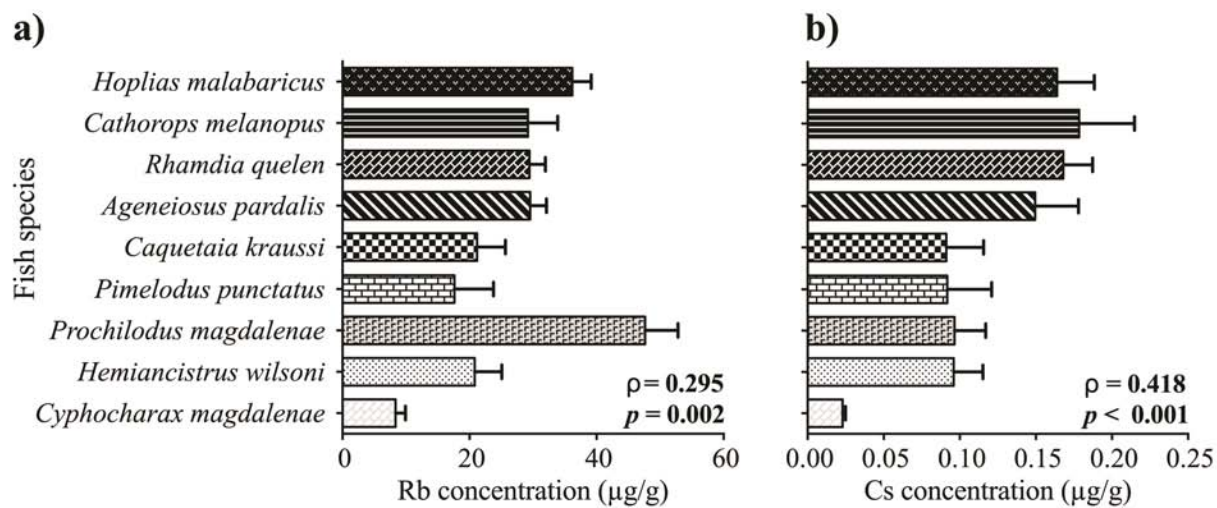 a)
b)
Fish species
Hoplias malabaricus
Cathorops melanopus
Rhamdia quelen
Ageneiosus pardalis
Caquetaia kraussi
Pimelodus punctatus
Prochilodus magdalenae
Hemiancistrus wilsoni
Cyphocharax magdalenae
ρ = 0.295
p = 0.002
0 20 40 60
Rb concentration (µg/g)
ρ = 0.418
p < 0.001
0.00 0.05 0.10 0.15 0.20 0.25
Cs concentration (µg/g)